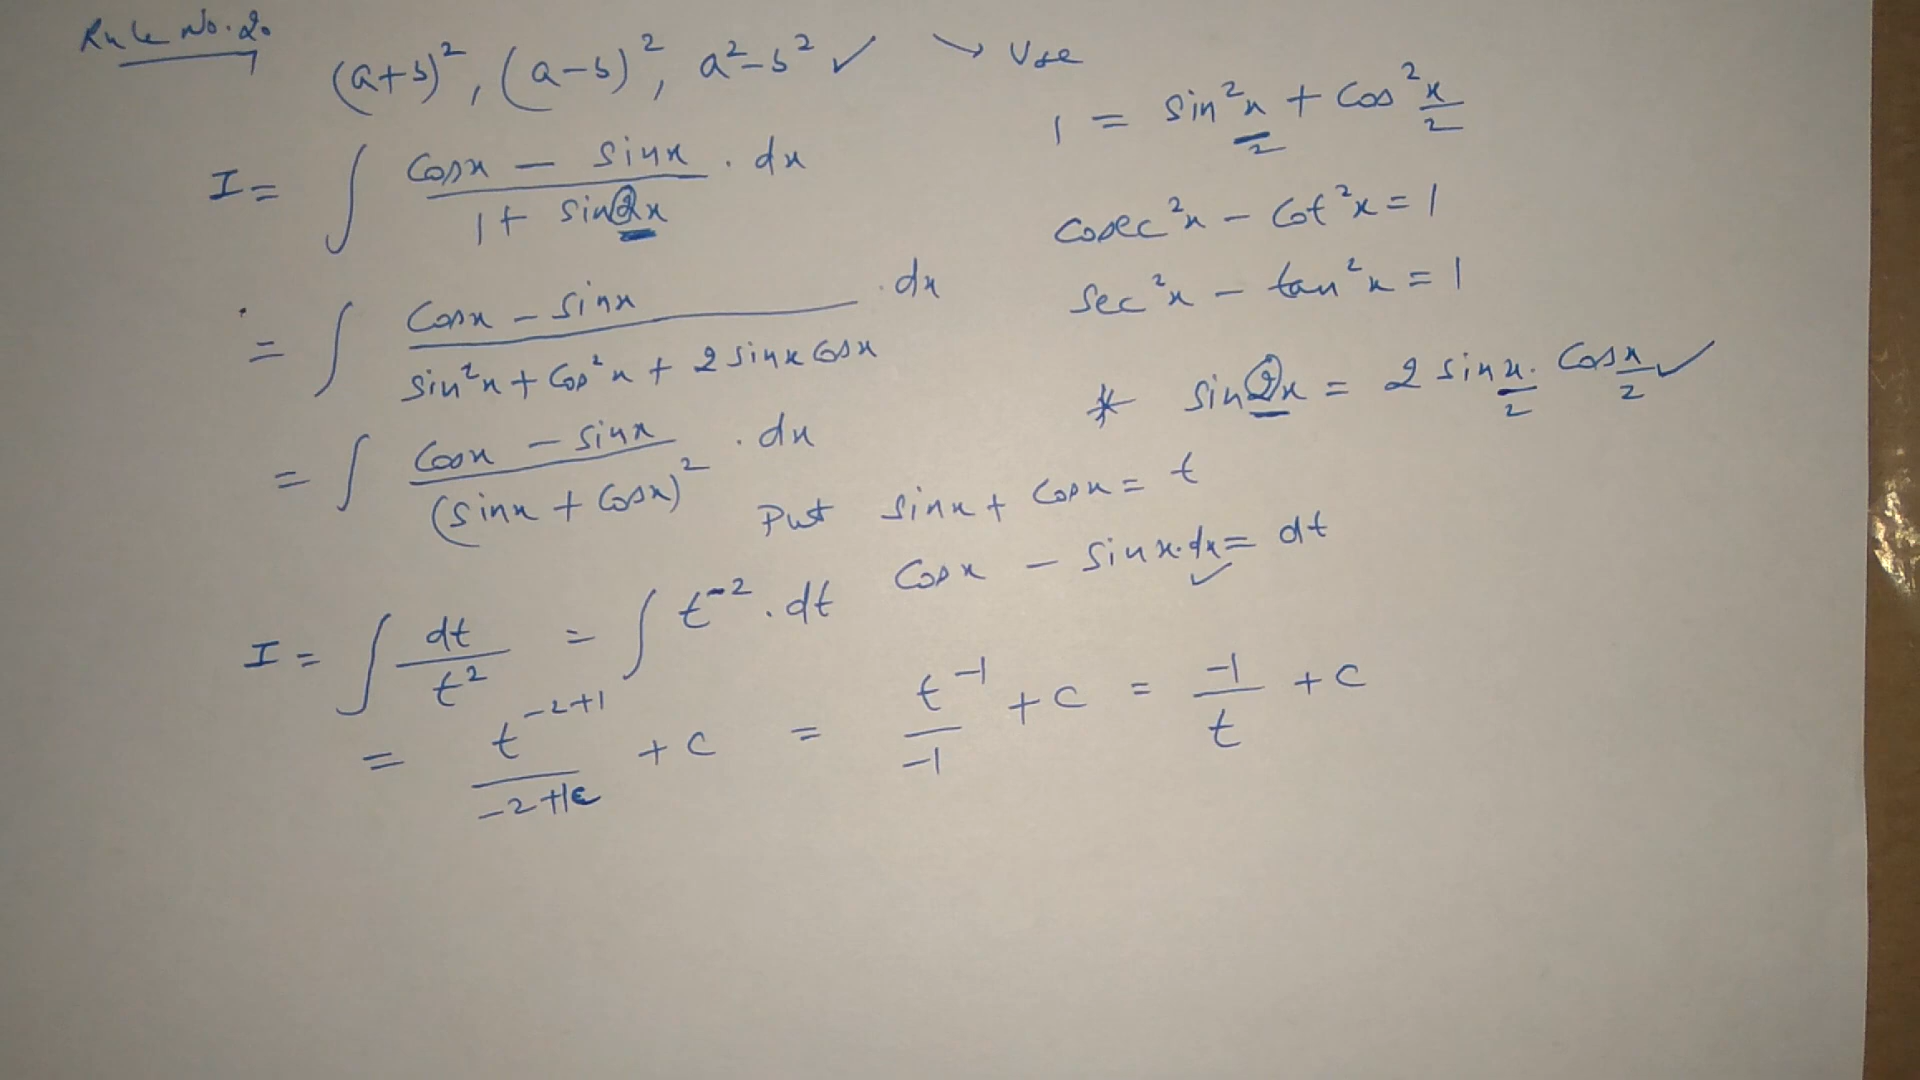 Rule No. 2.
(a+b)², (a-b)², a²-b² ✓ → Use
1 = sin²x/2 + cos²x/2
I = ∫ (cosx - sinx)/(1 + sin2x) . dx
cosec²x - cot²x = 1
= ∫ (cosx - sinx)/(sin²x + cos²x + 2 sinx cosx) . dx
sec²x - tan²x = 1
* sin2x = 2 sin x/2 . cos x/2 ✓
= ∫ (cosx - sinx)/(sinx + cosx)² . dx
Put sinx + cosx = t
cosx - sinx.dx = dt
I = ∫ dt/t² = ∫ t⁻² . dt
= t⁻²⁺¹/(-2+1) + c = t⁻¹/-1 + c = -1/t + c